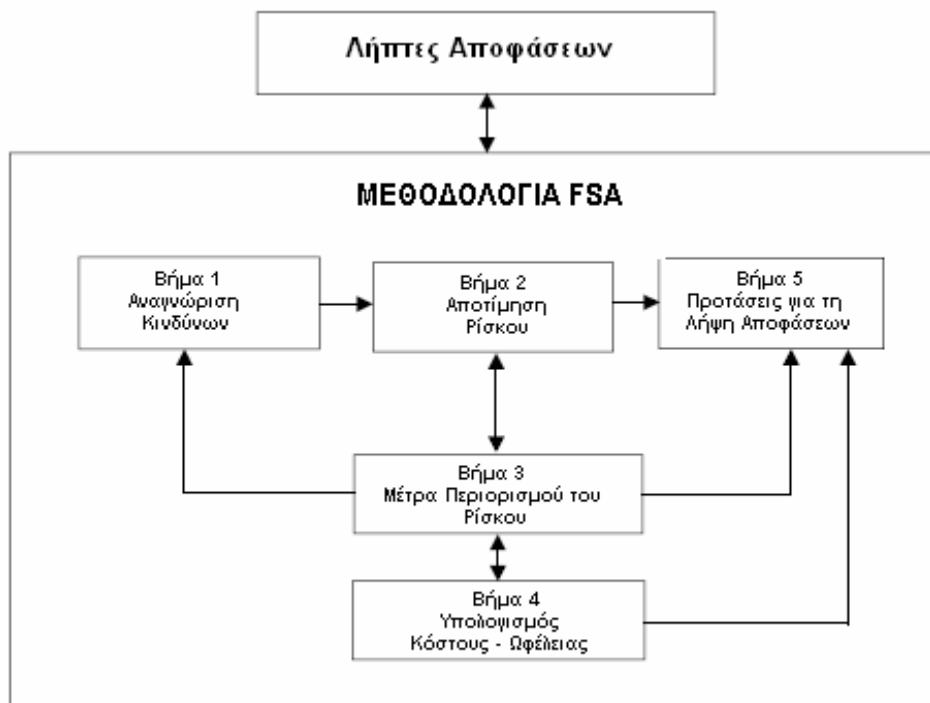 Λήπτες Αποφάσεων
ΜΕΘΟΔΟΛΟΓΙΑ FSA
Βήμα 1
Αναγνώριση
Κινδύνων
Βήμα 2
Αποτίμηση
Ρίσκου
Βήμα 5
Προτάσεις για τη
Λήψη Αποφάσεων
Βήμα 3
Μέτρα Περιορισμού του
Ρίσκου
Βήμα 4
Υπολογισμός
Κόστους - Ωφέλειας